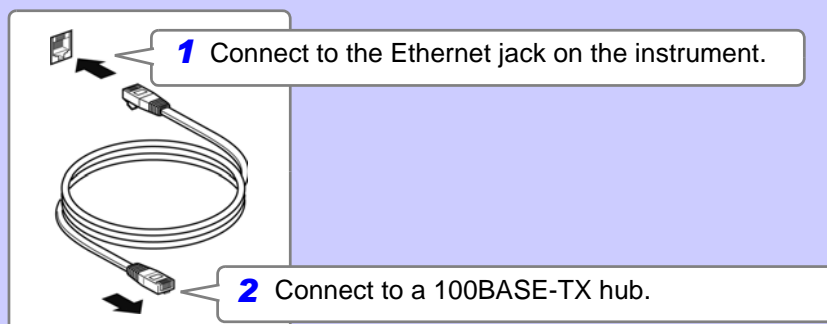 1 Connect to the Ethernet jack on the instrument.
2 Connect to a 100BASE-TX hub.